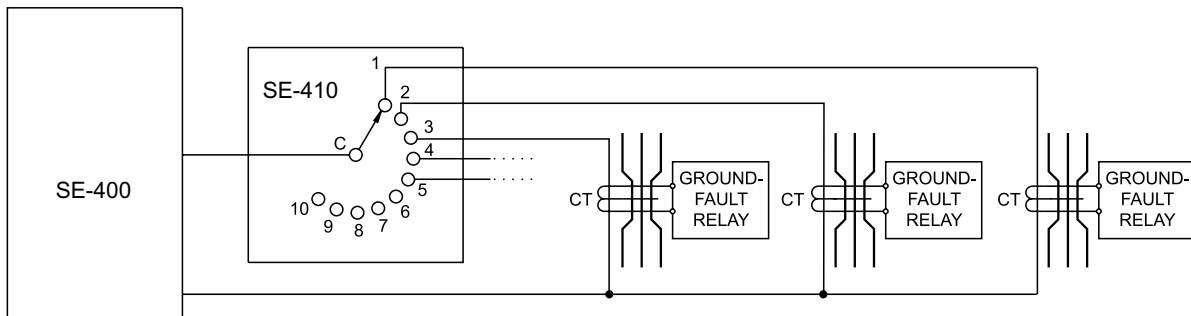 SE-400
SE-410
C
1
2
3
4
5
6
7
8
9
10
CT
GROUND-
FAULT
RELAY
CT
GROUND-
FAULT
RELAY
CT
GROUND-
FAULT
RELAY